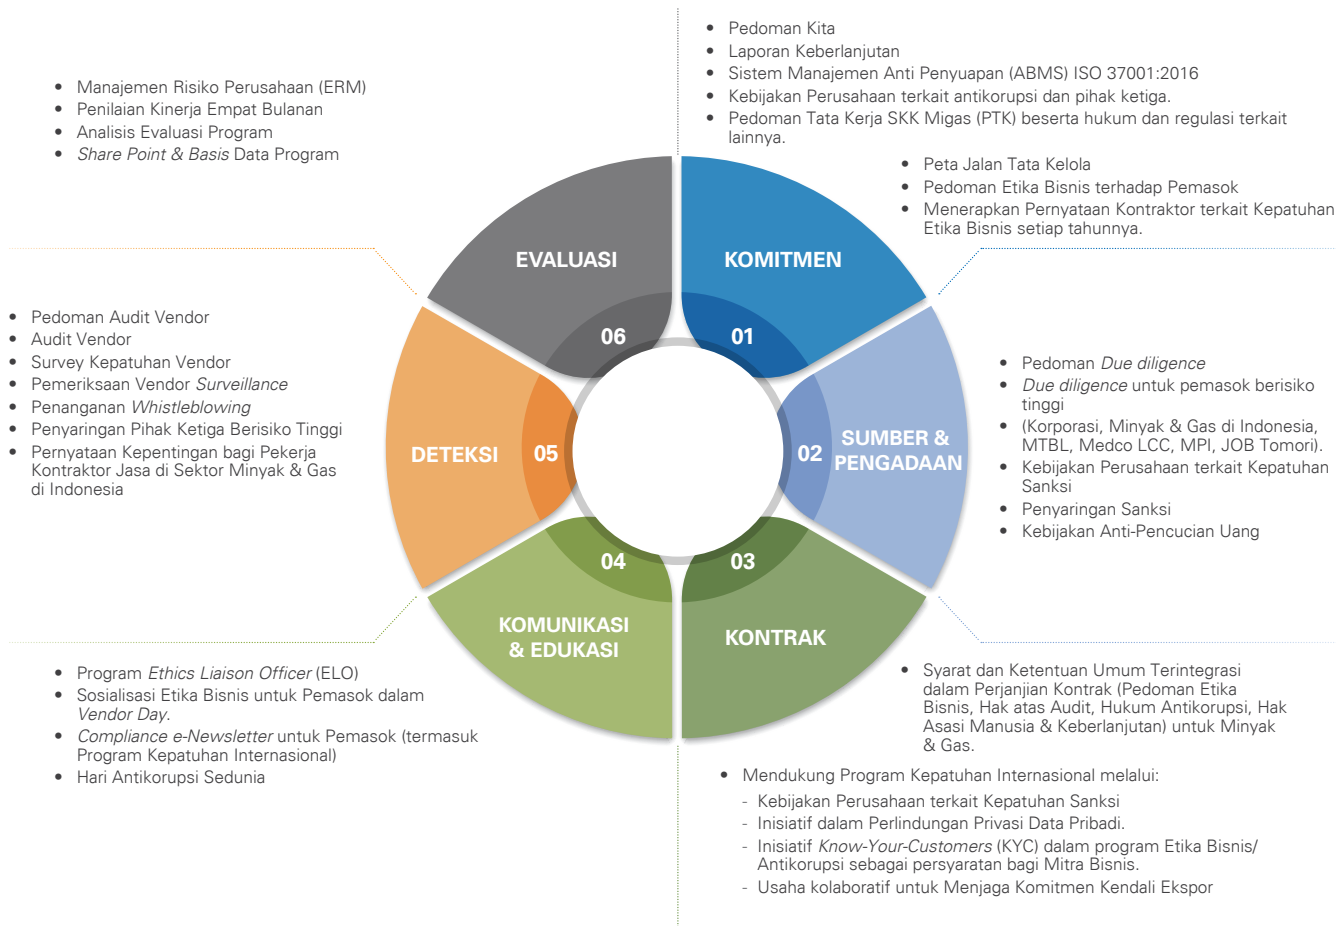 • Pedoman Kita
• Laporan Keberlanjutan
• Sistem Manajemen Anti Penyuapan (ABMS) ISO 37001:2016
• Kebijakan Perusahaan terkait antikorupsi dan pihak ketiga.
• Pedoman Tata Kerja SKK Migas (PTK) beserta hukum dan regulasi terkait
lainnya.
• Peta Jalan Tata Kelola
• Pedoman Etika Bisnis terhadap Pemasok
• Menerapkan Pernyataan Kontraktor terkait Kepatuhan
Etika Bisnis setiap tahunnya.
KOMITMEN
01
• Pedoman Due diligence
• Due diligence untuk pemasok berisiko
tinggi
• (Korporasi, Minyak & Gas di Indonesia,
MTBL, Medco LCC, MPI, JOB Tomori).
• Kebijakan Perusahaan terkait Kepatuhan
Sanksi
• Penyaringan Sanksi
• Kebijakan Anti-Pencucian Uang
02
SUMBER &
PENGADAAN
03
KONTRAK
• Syarat dan Ketentuan Umum Terintegrasi
dalam Perjanjian Kontrak (Pedoman Etika
Bisnis, Hak atas Audit, Hukum Antikorupsi, Hak
Asasi Manusia & Keberlanjutan) untuk Minyak
& Gas.
• Mendukung Program Kepatuhan Internasional melalui:
- Kebijakan Perusahaan terkait Kepatuhan Sanksi
- Inisiatif dalam Perlindungan Privasi Data Pribadi.
- Inisiatif Know-Your-Customers (KYC) dalam program Etika Bisnis/
Antikorupsi sebagai persyaratan bagi Mitra Bisnis.
- Usaha kolaboratif untuk Menjaga Komitmen Kendali Ekspor
04
KOMUNIKASI
& EDUKASI
• Program Ethics Liaison Officer (ELO)
• Sosialisasi Etika Bisnis untuk Pemasok dalam
Vendor Day.
• Compliance e-Newsletter untuk Pemasok (termasuk
Program Kepatuhan Internasional)
• Hari Antikorupsi Sedunia
DETEKSI
05
• Pedoman Audit Vendor
• Audit Vendor
• Survey Kepatuhan Vendor
• Pemeriksaan Vendor Surveillance
• Penanganan Whistleblowing
• Penyaringan Pihak Ketiga Berisiko Tinggi
• Pernyataan Kepentingan bagi Pekerja
Kontraktor Jasa di Sektor Minyak & Gas
di Indonesia
EVALUASI
06
• Manajemen Risiko Perusahaan (ERM)
• Penilaian Kinerja Empat Bulanan
• Analisis Evaluasi Program
• Share Point & Basis Data Program